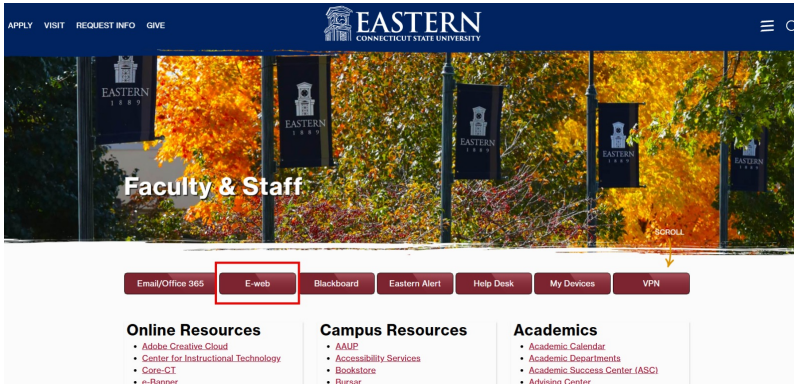 APPLY VISIT REQUEST INFO GIVE
EASTERN
CONNECTICUT STATE UNIVERSITY
EASTERN
1889
EASTERN
1889
EASTERN
1889
EASTERN
1889
EASTERN
1889
Faculty & Staff
SCROLL
Email/Office 365 E-web Blackboard Eastern Alert Help Desk My Devices VPN
Online Resources
• Adobe Creative Cloud
• Center for Instructional Technology
• Core-CT
• e-Banner
Campus Resources
• AAUP
• Accessibility Services
• Bookstore
• Bursar
Academics
• Academic Calendar
• Academic Departments
• Academic Success Center (ASC)
• Advising Center